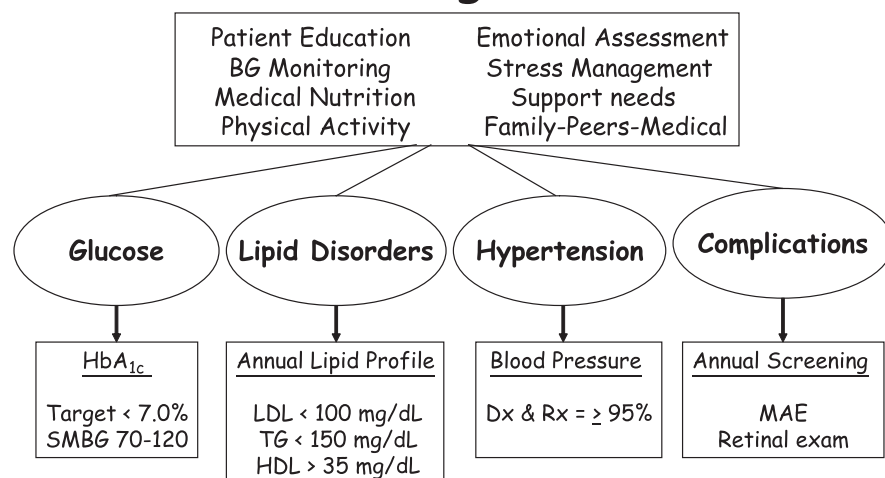 Patient Education
BG Monitoring
Medical Nutrition
Physical Activity
Emotional Assessment
Stress Management
Support needs
Family-Peers-Medical
Glucose
Lipid Disorders
Hypertension
Complications
HbA1c
Target < 7.0%
SMBG 70-120
Annual Lipid Profile
LDL < 100 mg/dL
TG < 150 mg/dL
HDL > 35 mg/dL
Blood Pressure
Dx & Rx = ≥ 95%
Annual Screening
MAE
Retinal exam